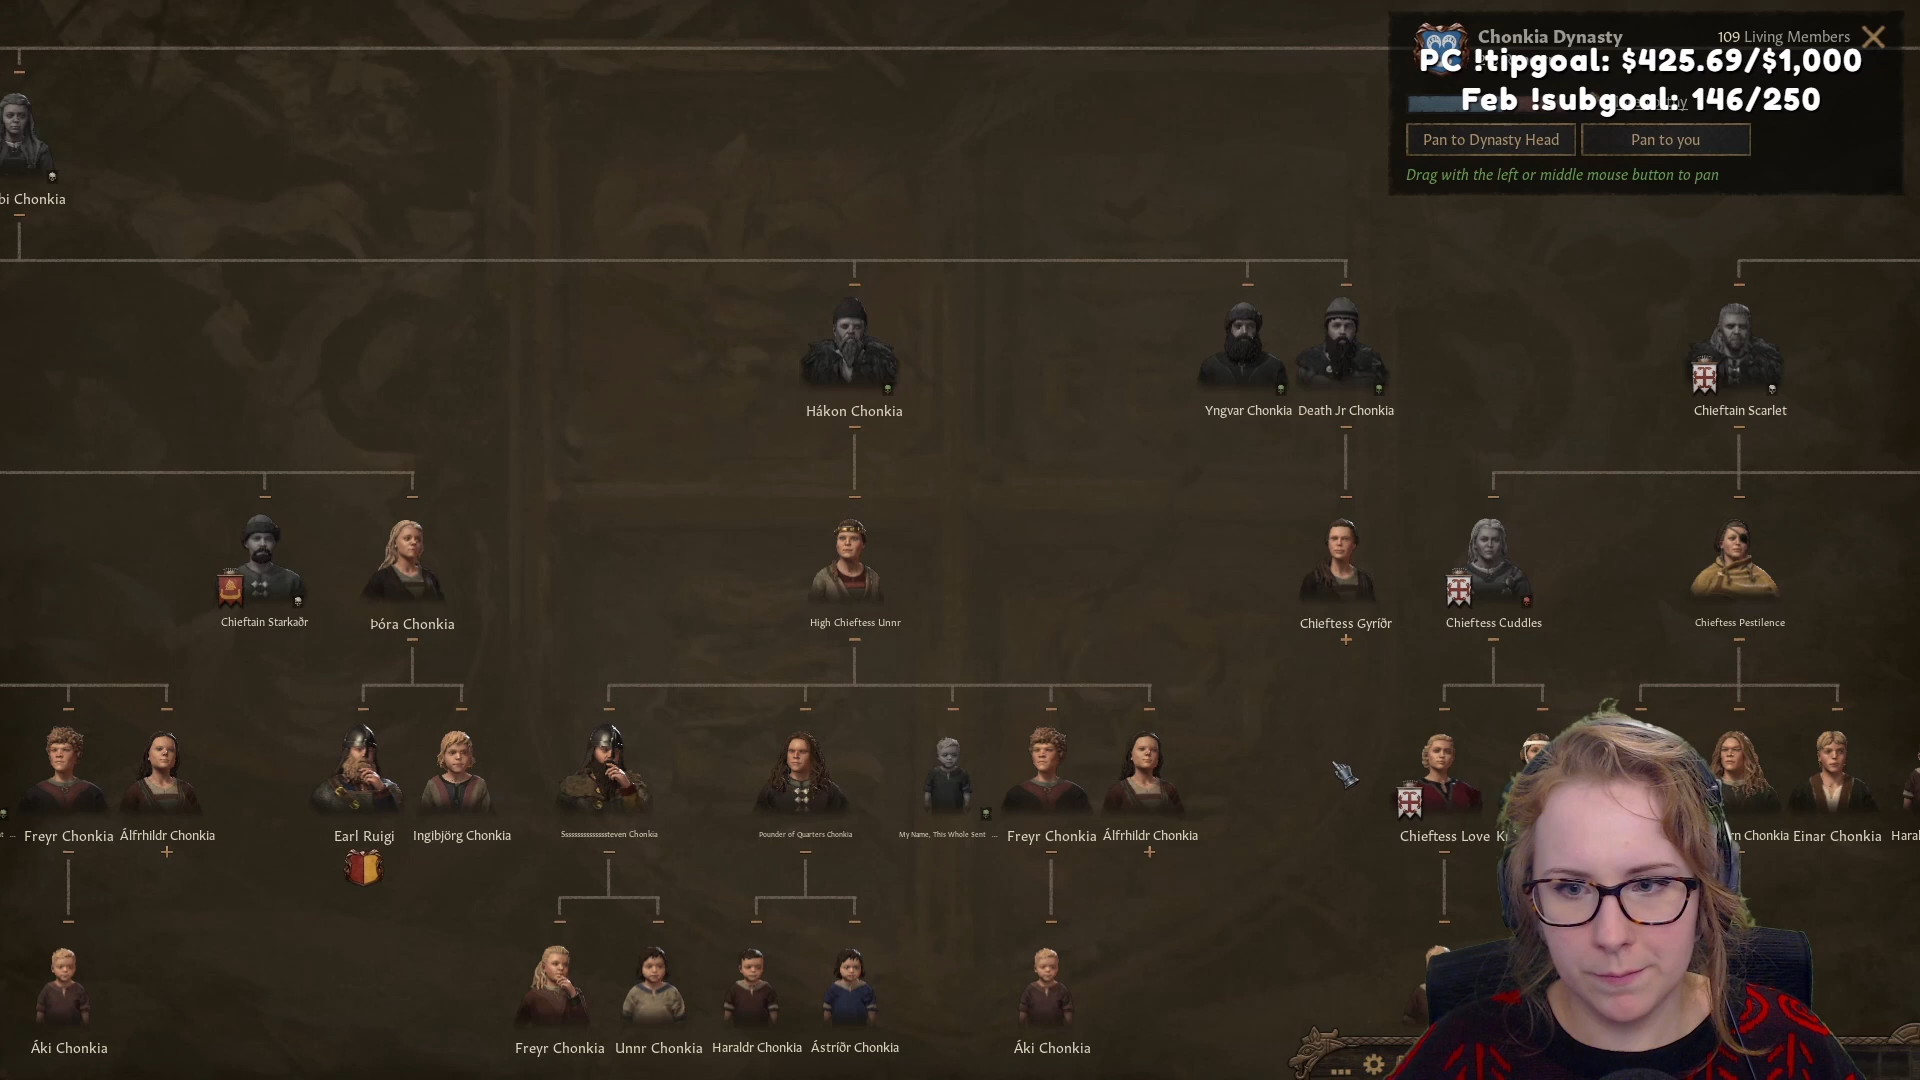 Chonkia Dynasty
109 Living Members
PC !tipgoal: $425.69/$1,000
Feb !subgoal: 146/250
Pan to Dynasty Head
Pan to you
Drag with the left or middle mouse button to pan
bi Chonkia
Hákon Chonkia
Yngvar Chonkia
Death Jr Chonkia
Chieftain Scarlet
Chieftain Starkaðr
Þóra Chonkia
High Chieftess Unnr
Chieftess Gyríðr
Chieftess Cuddles
Chieftess Pestilence
Freyr Chonkia
Álfrhildr Chonkia
Earl Ruigi
Ingibjörg Chonkia
Pounder of Quarters Chonkia
My Name, This Whole Sent ...
Freyr Chonkia
Álfrhildr Chonkia
Chieftess Love
rn Chonkia
Einar Chonkia
Haral
Áki Chonkia
Freyr Chonkia
Unnr Chonkia
Haraldr Chonkia
Ástríðr Chonkia
Áki Chonkia